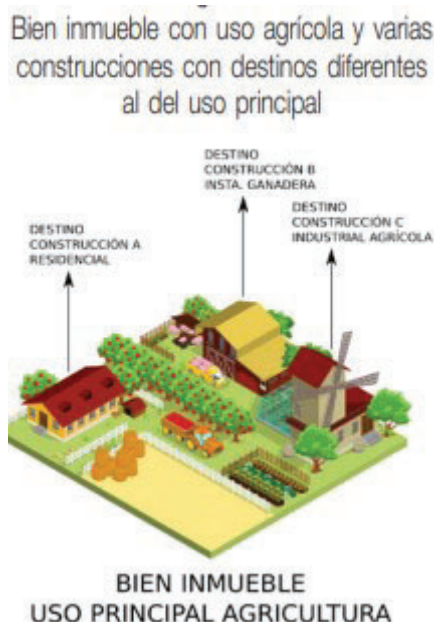 Bien inmueble con uso agrícola y varias
construcciones con destinos diferentes
al del uso principal
DESTINO
CONSTRUCCIÓN B
INSTA. GANADERA
DESTINO
CONSTRUCCIÓN C
INDUSTRIAL AGRÍCOLA
DESTINO
CONSTRUCCIÓN A
RESIDENCIAL
BIEN INMUEBLE
USO PRINCIPAL AGRICULTURA